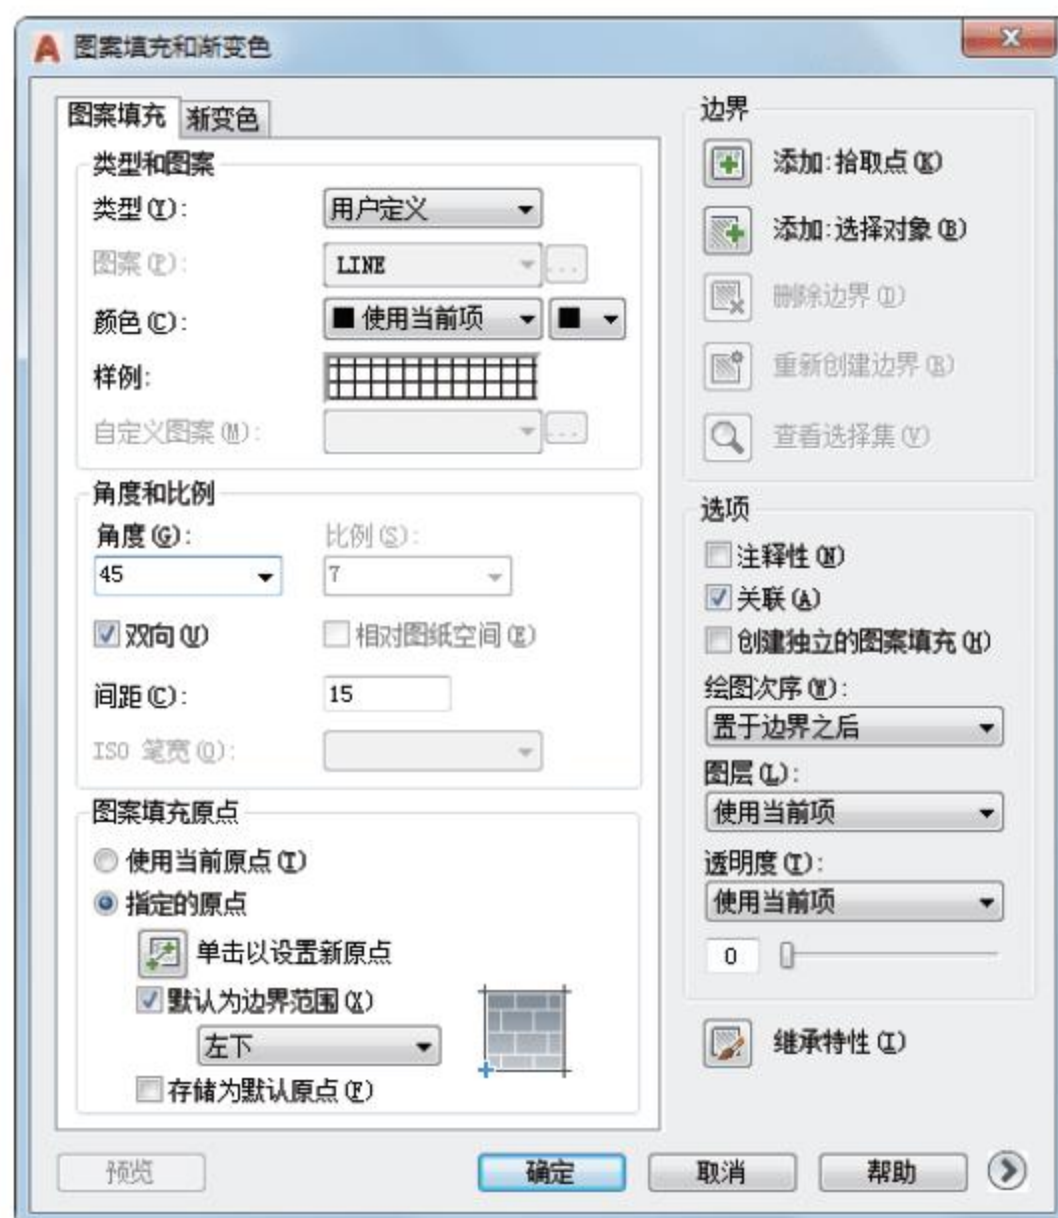 图案填充和渐变色
图案填充 渐变色
类型和图案
类型(Y): 用户定义
图案(P): LINE ...
颜色(C): 使用当前项
样例:
自定义图案(M): ...
角度和比例
角度(G): 比例(S):
45 7
双向(U) 相对图纸空间(E)
间距(C): 15
ISO 笔宽(O):
图案填充原点
使用当前原点(T)
指定的原点
单击以设置新原点
默认为边界范围(X)
左下
存储为默认原点(F)
边界
添加:拾取点(K)
添加:选择对象(B)
删除边界(D)
重新创建边界(R)
查看选择集(V)
选项
注释性(N)
关联(A)
创建独立的图案填充(H)
绘图次序(W):
置于边界之后
图层(L):
使用当前项
透明度(T):
使用当前项
0
继承特性(I)
预览 确定 取消 帮助